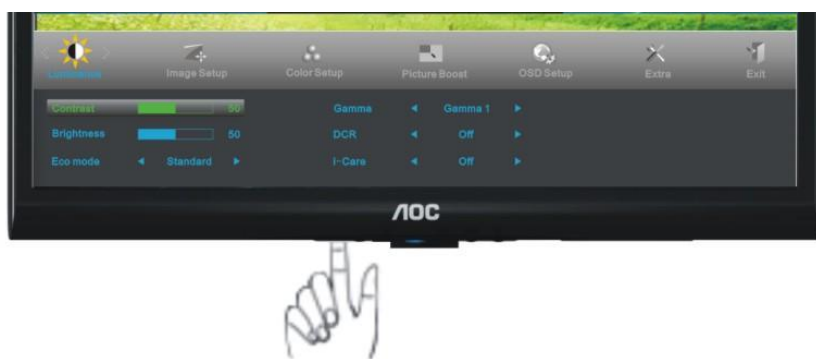 Luminance Image Setup Color Setup Picture Boost OSD Setup Extra Exit
Contrast 50 Gamma Gamma 1
Brightness 50 DCR Off
Eco mode Standard I-Care Off
AOC